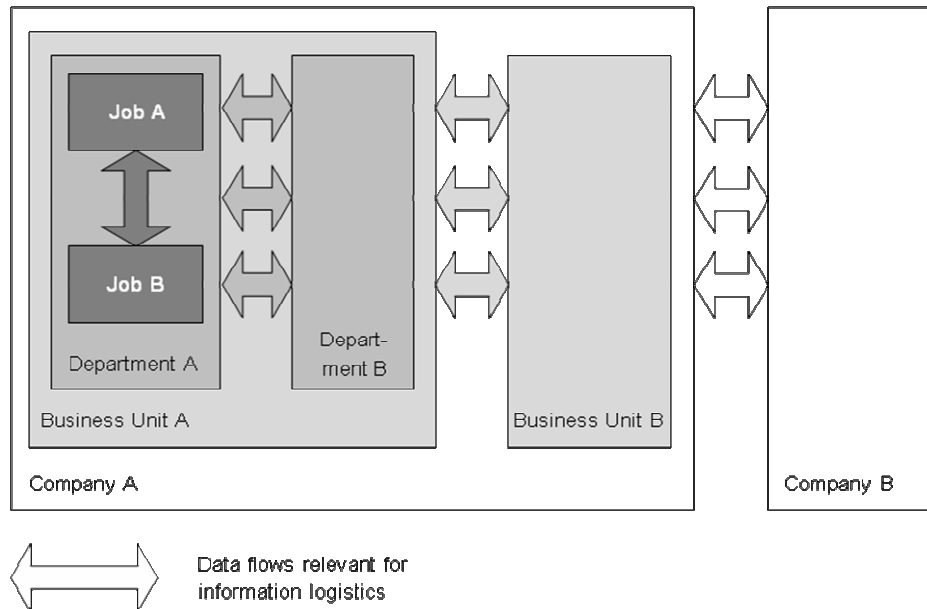 Job A
Job B
Department A
Depart-
ment B
Business Unit A
Business Unit B
Company A
Company B
Data flows relevant for
information logistics